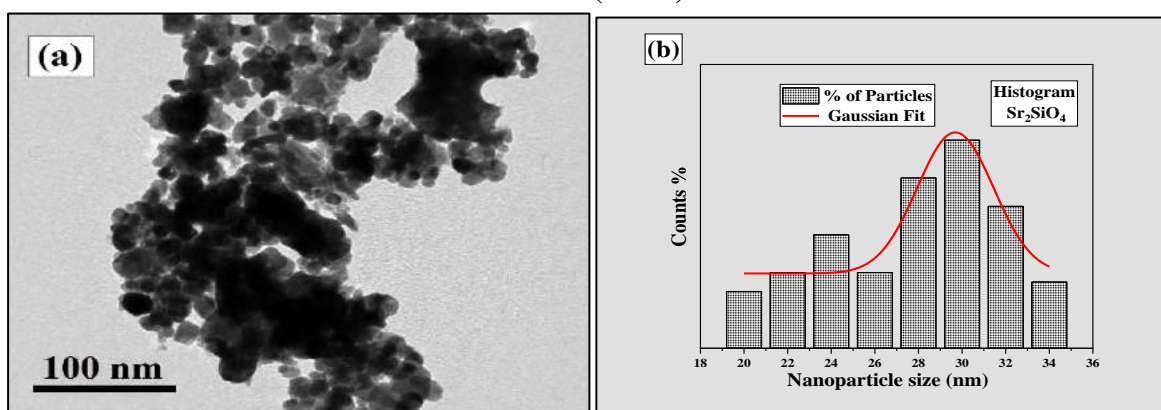 (a)
100 nm
(b)
% of Particles
Gaussian Fit
Histogram
Sr₂SiO₄
Counts %
18 20 22 24 26 28 30 32 34 36
Nanoparticle size (nm)